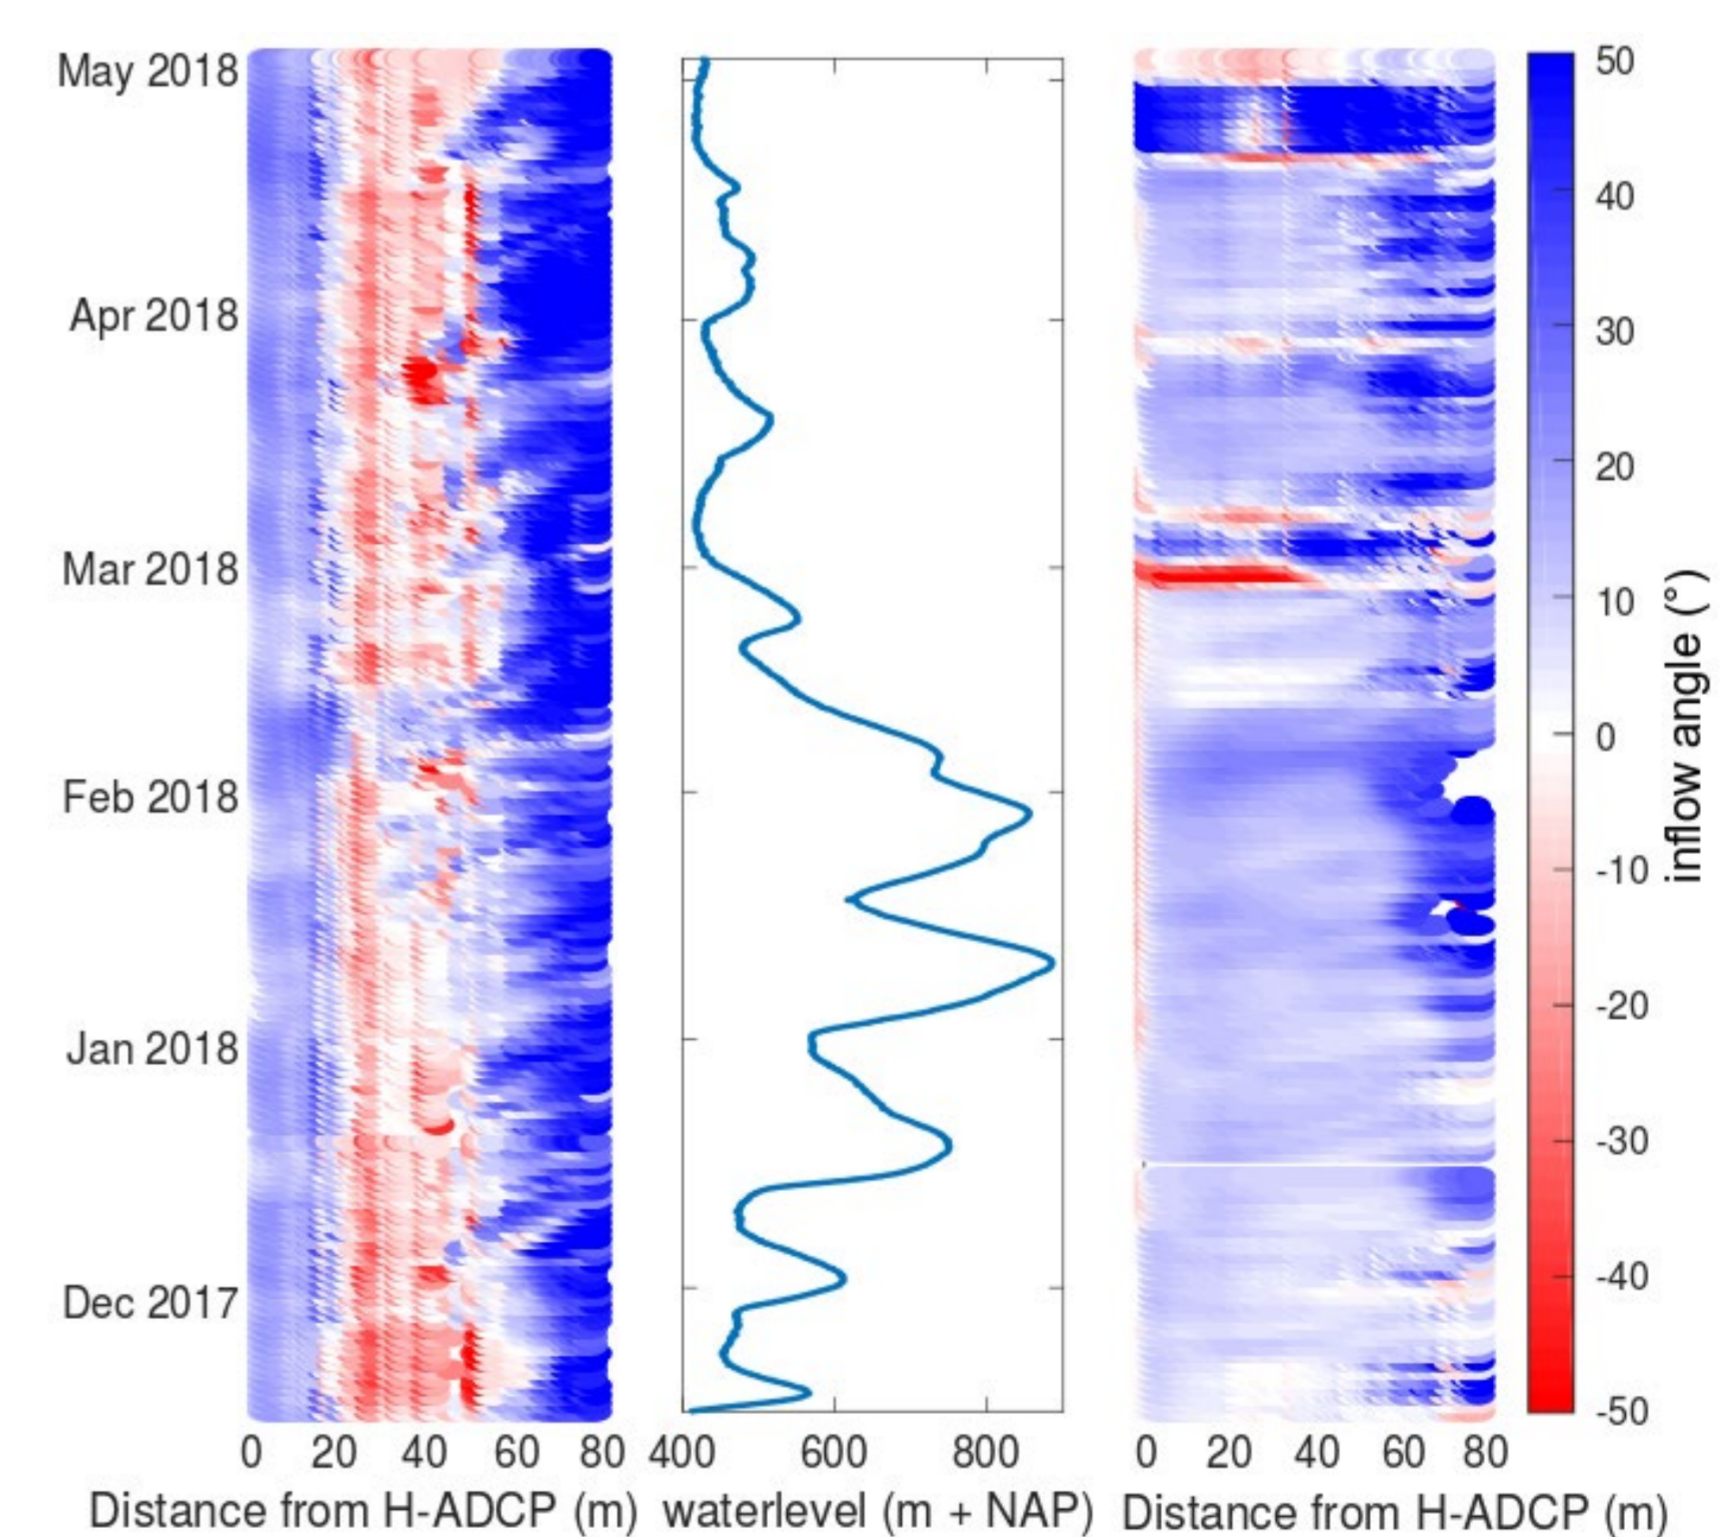 May 2018
Apr 2018
Mar 2018
Feb 2018
Jan 2018
Dec 2017
0 20 40 60 80
Distance from H-ADCP (m)
400 600 800
waterlevel (m + NAP)
0 20 40 60 80
Distance from H-ADCP (m)
50
40
30
20
10
0
-10
-20
-30
-40
-50
inflow angle (°)